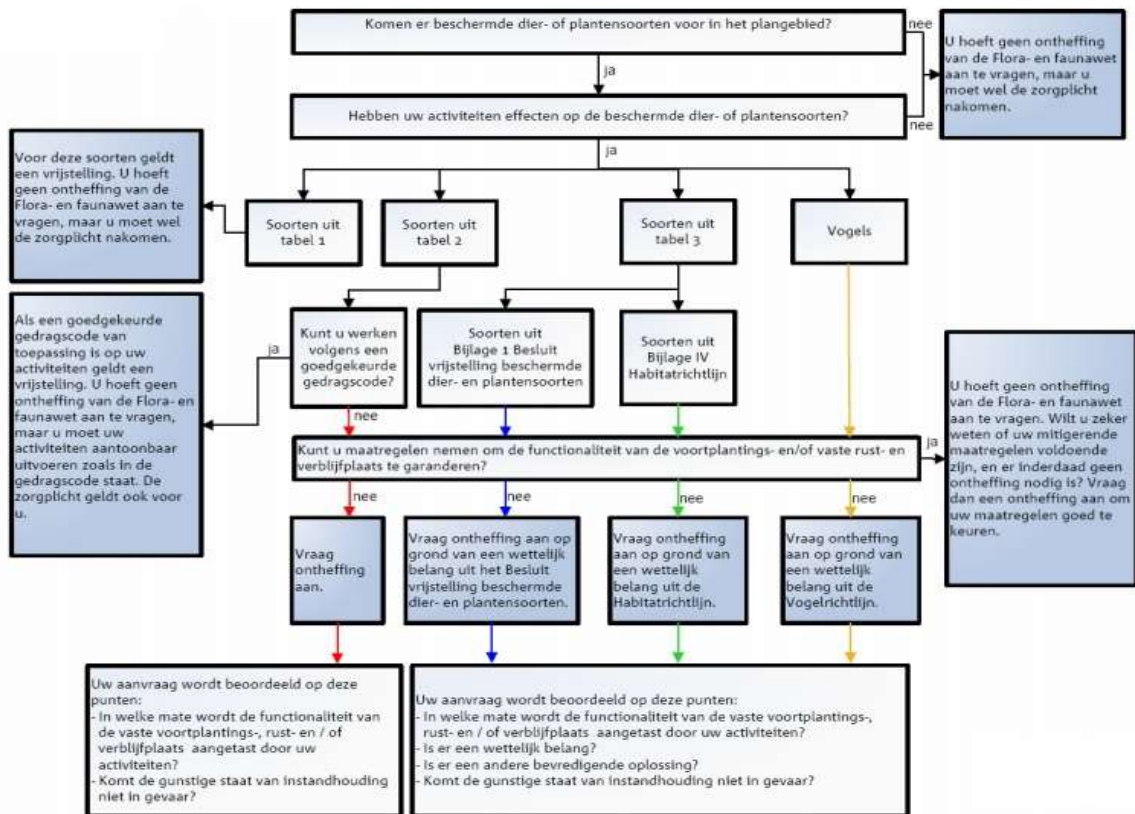 Komen er beschermde dier- of plantensoorten voor in het plangebied?
nee
U hoeft geen ontheffing
van de Flora- en faunawet
aan te vragen, maar u
moet wel de zorgplicht
nakomen.
ja
Hebben uw activiteiten effecten op de beschermde dier- of plantensoorten?
nee
ja
Voor deze soorten geldt
een vrijstelling. U hoeft
geen ontheffing van de
Flora- en faunawet aan te
vragen, maar u moet wel
de zorgplicht nakomen.
Soorten uit
tabel 1
Soorten uit
tabel 2
Soorten uit
tabel 3
Vogels
Als een goedgekeurde
gedragscode van
toepassing is op uw
activiteiten geldt een
vrijstelling. U hoeft geen
ontheffing van de Flora- en
faunawet aan te vragen,
maar u moet uw
activiteiten aantoonbaar
uitvoeren zoals in de
gedragscode staat. De
zorgplicht geldt ook voor
u.
ja
Kunt u werken
volgens een
goedgekeurde
gedragscode?
Soorten uit
Bijlage 1 Besluit
vrijstelling beschermde
dier- en plantensoorten
Soorten uit
Bijlage IV
Habitatrichtlijn
nee
Kunt u maatregelen nemen om de functionaliteit van de voortplantings- en/of vaste rust- en
verblijfplaats te garanderen?
ja
U hoeft geen ontheffing
van de Flora- en faunawet
aan te vragen. Wilt u zeker
weten of uw mitigerende
maatregelen voldoende
zijn, en er inderdaad geen
ontheffing nodig is? Vraag
dan een ontheffing aan om
uw maatregelen goed te
keuren.
nee
nee
nee
nee
Vraag
ontheffing
aan.
Vraag ontheffing aan op
grond van een wettelijk
belang uit het Besluit
vrijstelling beschermde
dier- en plantensoorten.
Vraag ontheffing
aan op grond van
een wettelijk
belang uit de
Habitatrichtlijn.
Vraag ontheffing
aan op grond van
een wettelijk
belang uit de
Vogelrichtlijn.
Uw aanvraag wordt beoordeeld op deze
punten:
- In welke mate wordt de functionaliteit van
de vaste voortplantings-, rust- en / of
verblijfplaats aangetast door uw
activiteiten?
- Komt de gunstige staat van instandhouding
niet in gevaar?
Uw aanvraag wordt beoordeeld op deze punten:
- In welke mate wordt de functionaliteit van de vaste voortplantings-,
rust- en / of verblijfplaats aangetast door uw activiteiten?
- Is er een wettelijk belang?
- Is er een andere bevredigende oplossing?
- Komt de gunstige staat van instandhouding niet in gevaar?